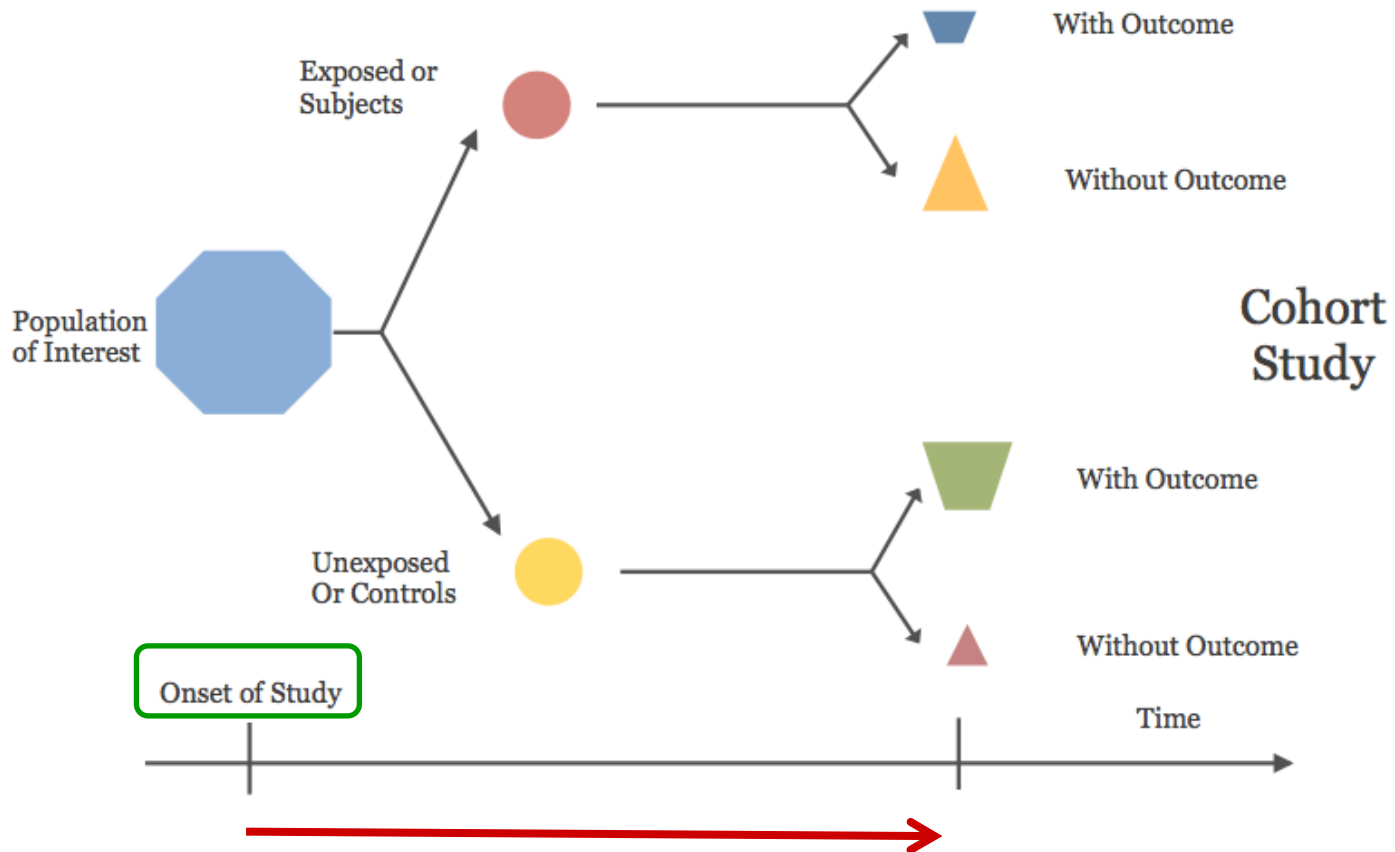 With Outcome
Exposed or
Subjects
Without Outcome
Population
of Interest
Cohort
Study
With Outcome
Unexposed
Or Controls
Without Outcome
Onset of Study
Time